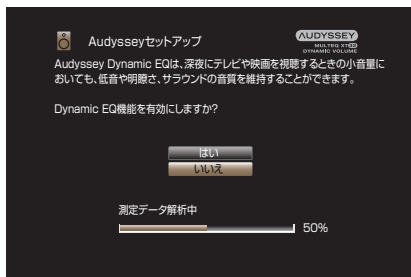 Audysseyセットアップ
AUDYSSEY
MULTEQ XT32
DYNAMIC VOLUME
Audyssey Dynamic EQは、深夜にテレビや映画を視聴するときの小音量に
おいても、低音や明瞭さ、サラウンドの音質を維持することができます。
Dynamic EQ機能を有効にしますか?
はい
いいえ
測定データ解析中
50%